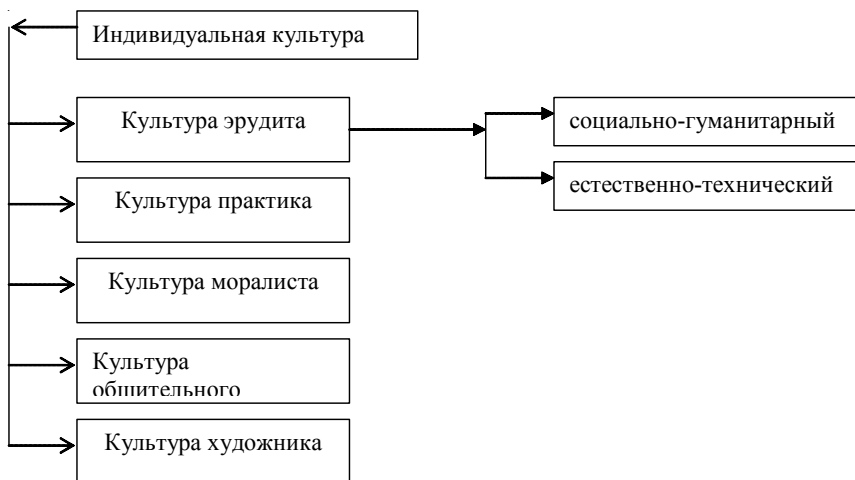 Индивидуальная культура
Культура эрудита
социально-гуманитарный
естественно-технический
Культура практика
Культура моралиста
Культура
общительного
Культура художника